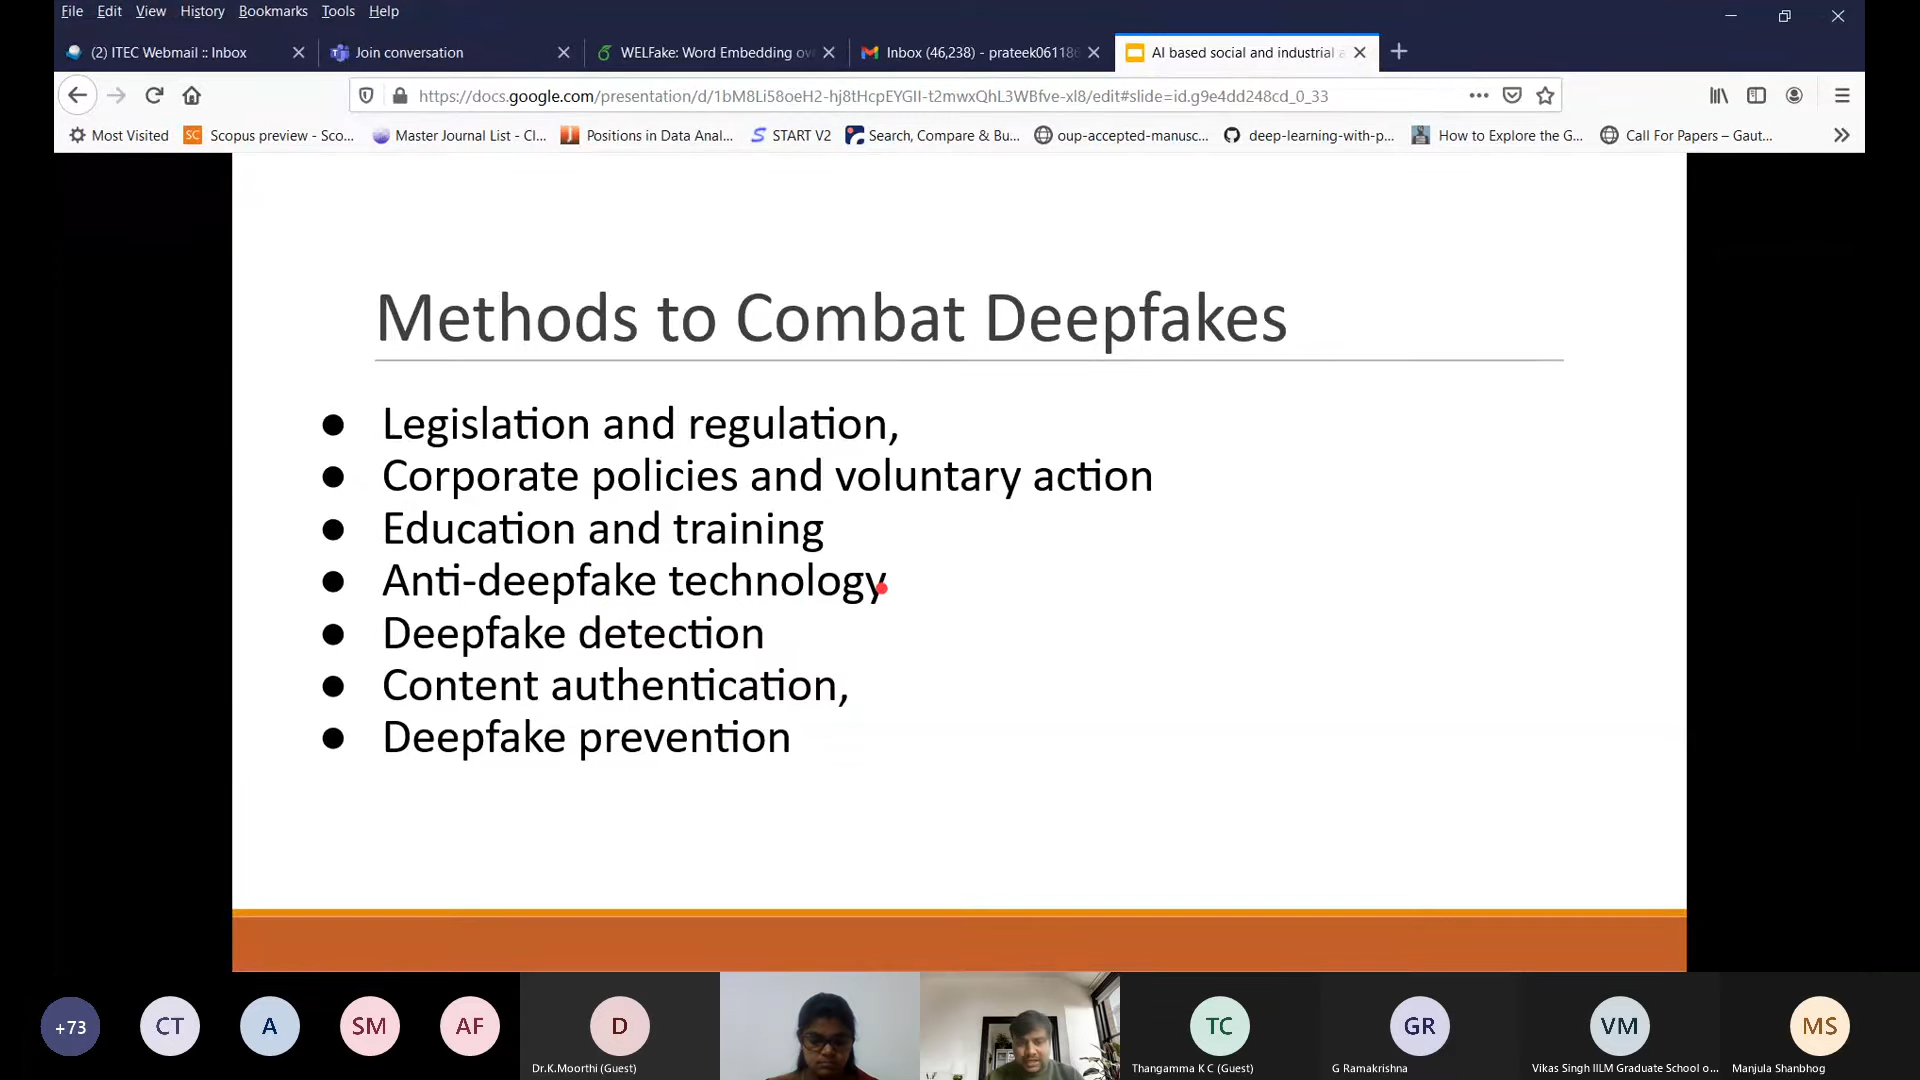 File Edit View History Bookmarks Tools Help
(2) ITEC Webmail :: Inbox
Join conversation
WELFake: Word Embedding ov
Inbox (46,238) - prateek06118
AI based social and industrial a
https://docs.google.com/presentation/d/1bM8Li58oeH2-hj8tHcpEYGII-t2mwxQhL3WBfve-xl8/edit#slide=id.g9e4dd248cd_0_33
Most Visited
SC Scopus preview - Sco...
Master Journal List - Cl...
Positions in Data Anal...
START V2
Search, Compare & Bu...
oup-accepted-manusc...
deep-learning-with-p...
How to Explore the G...
Call For Papers – Gaut...
Methods to Combat Deepfakes
● Legislation and regulation,
● Corporate policies and voluntary action
● Education and training
● Anti-deepfake technology
● Deepfake detection
● Content authentication,
● Deepfake prevention
+73
CT
A
SM
AF
D
Dr.K.Moorthi (Guest)
TC
Thangamma K C (Guest)
GR
G Ramakrishna
VM
Vikas Singh IILM Graduate School o...
MS
Manjula Shanbhog